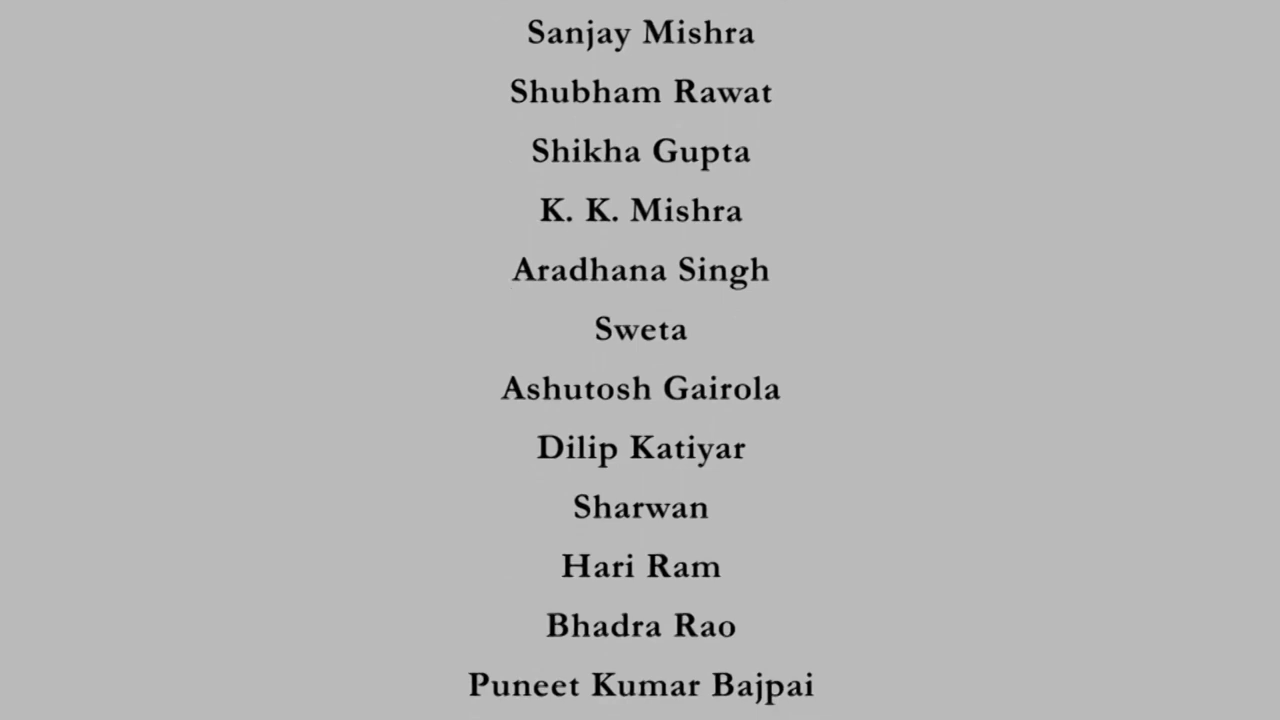 Sanjay Mishra
Shubham Rawat
Shikha Gupta
K. K. Mishra
Aradhana Singh
Sweta
Ashutosh Gairola
Dilip Katiyar
Sharwan
Hari Ram
Bhadra Rao
Puneet Kumar Bajpai